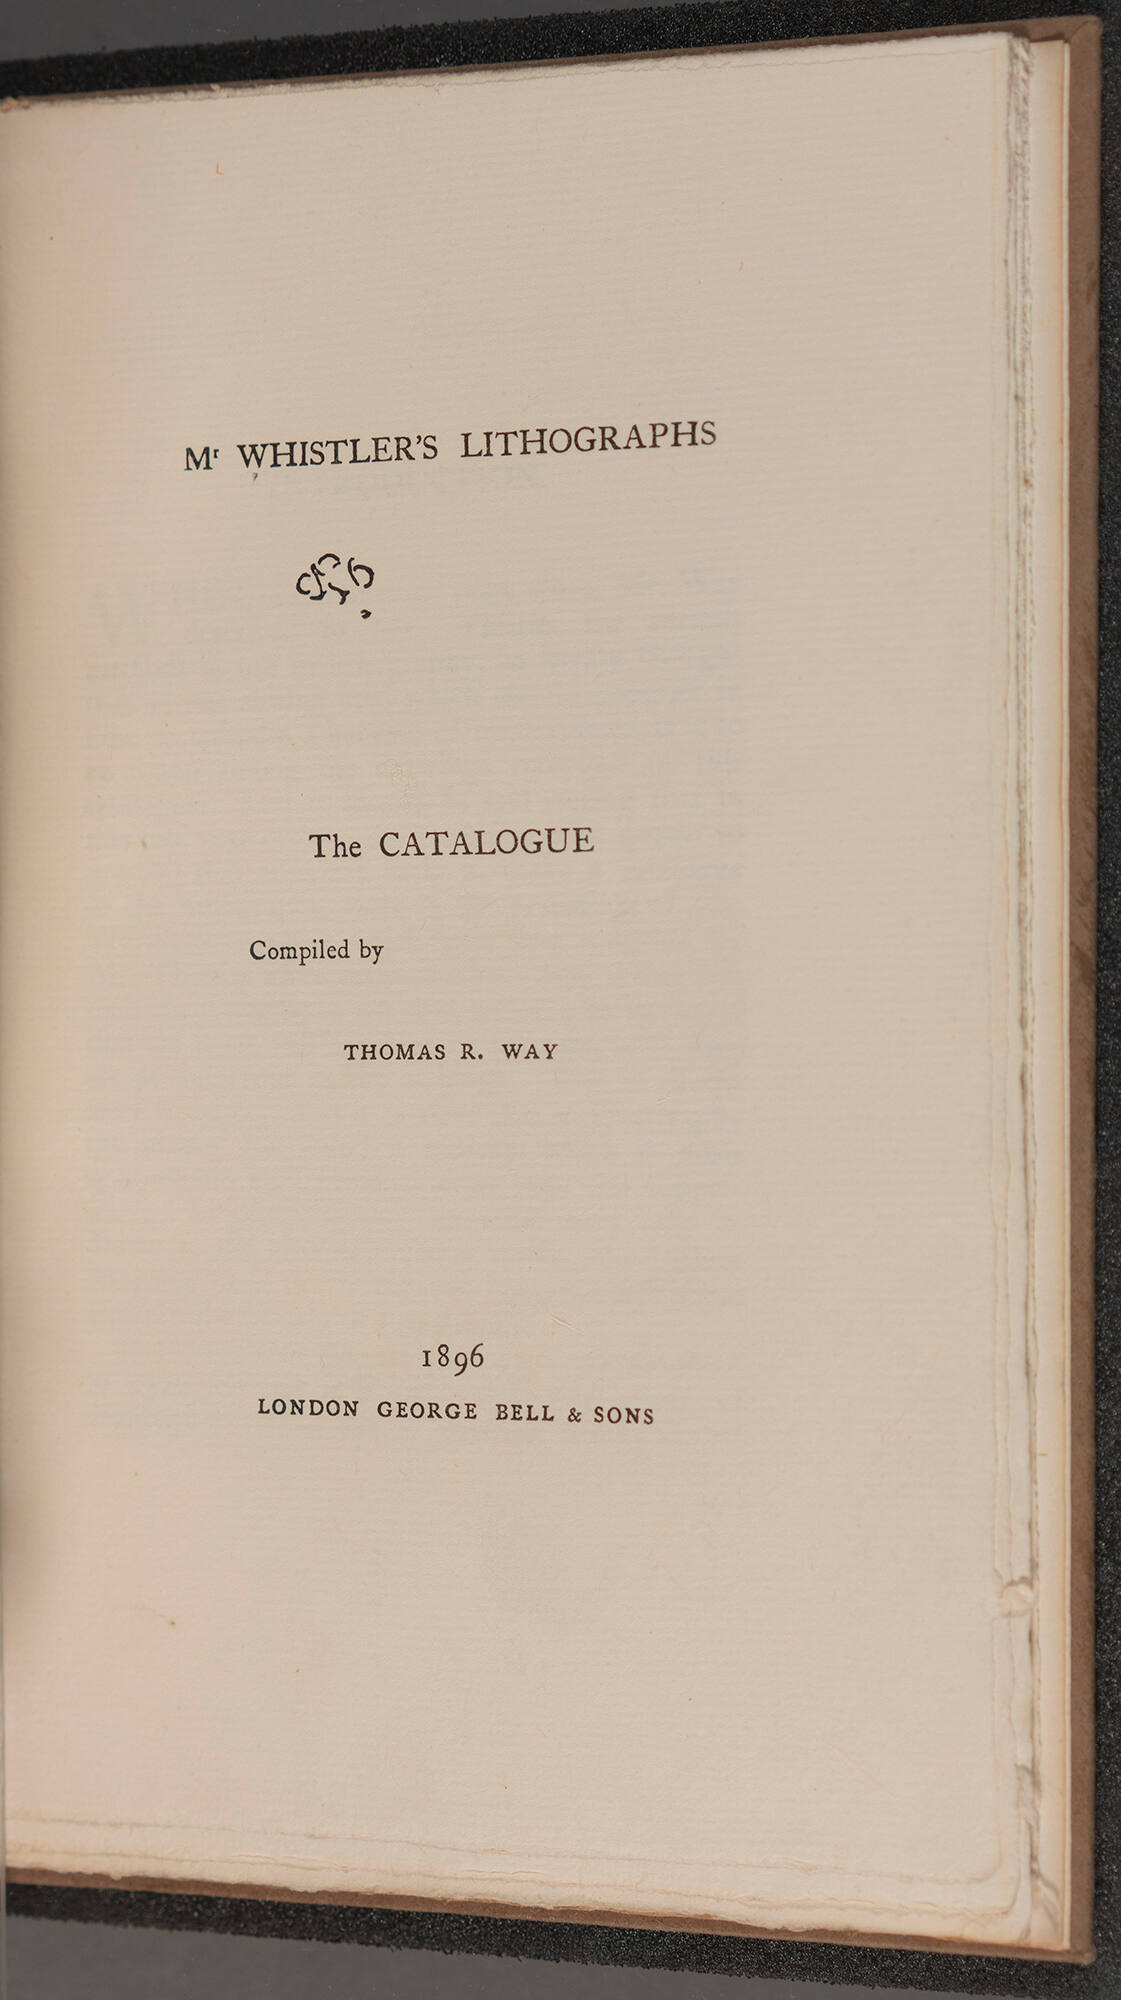 Mr WHISTLER'S LITHOGRAPHS
The CATALOGUE
Compiled by
THOMAS R. WAY
1896
LONDON GEORGE BELL & SONS